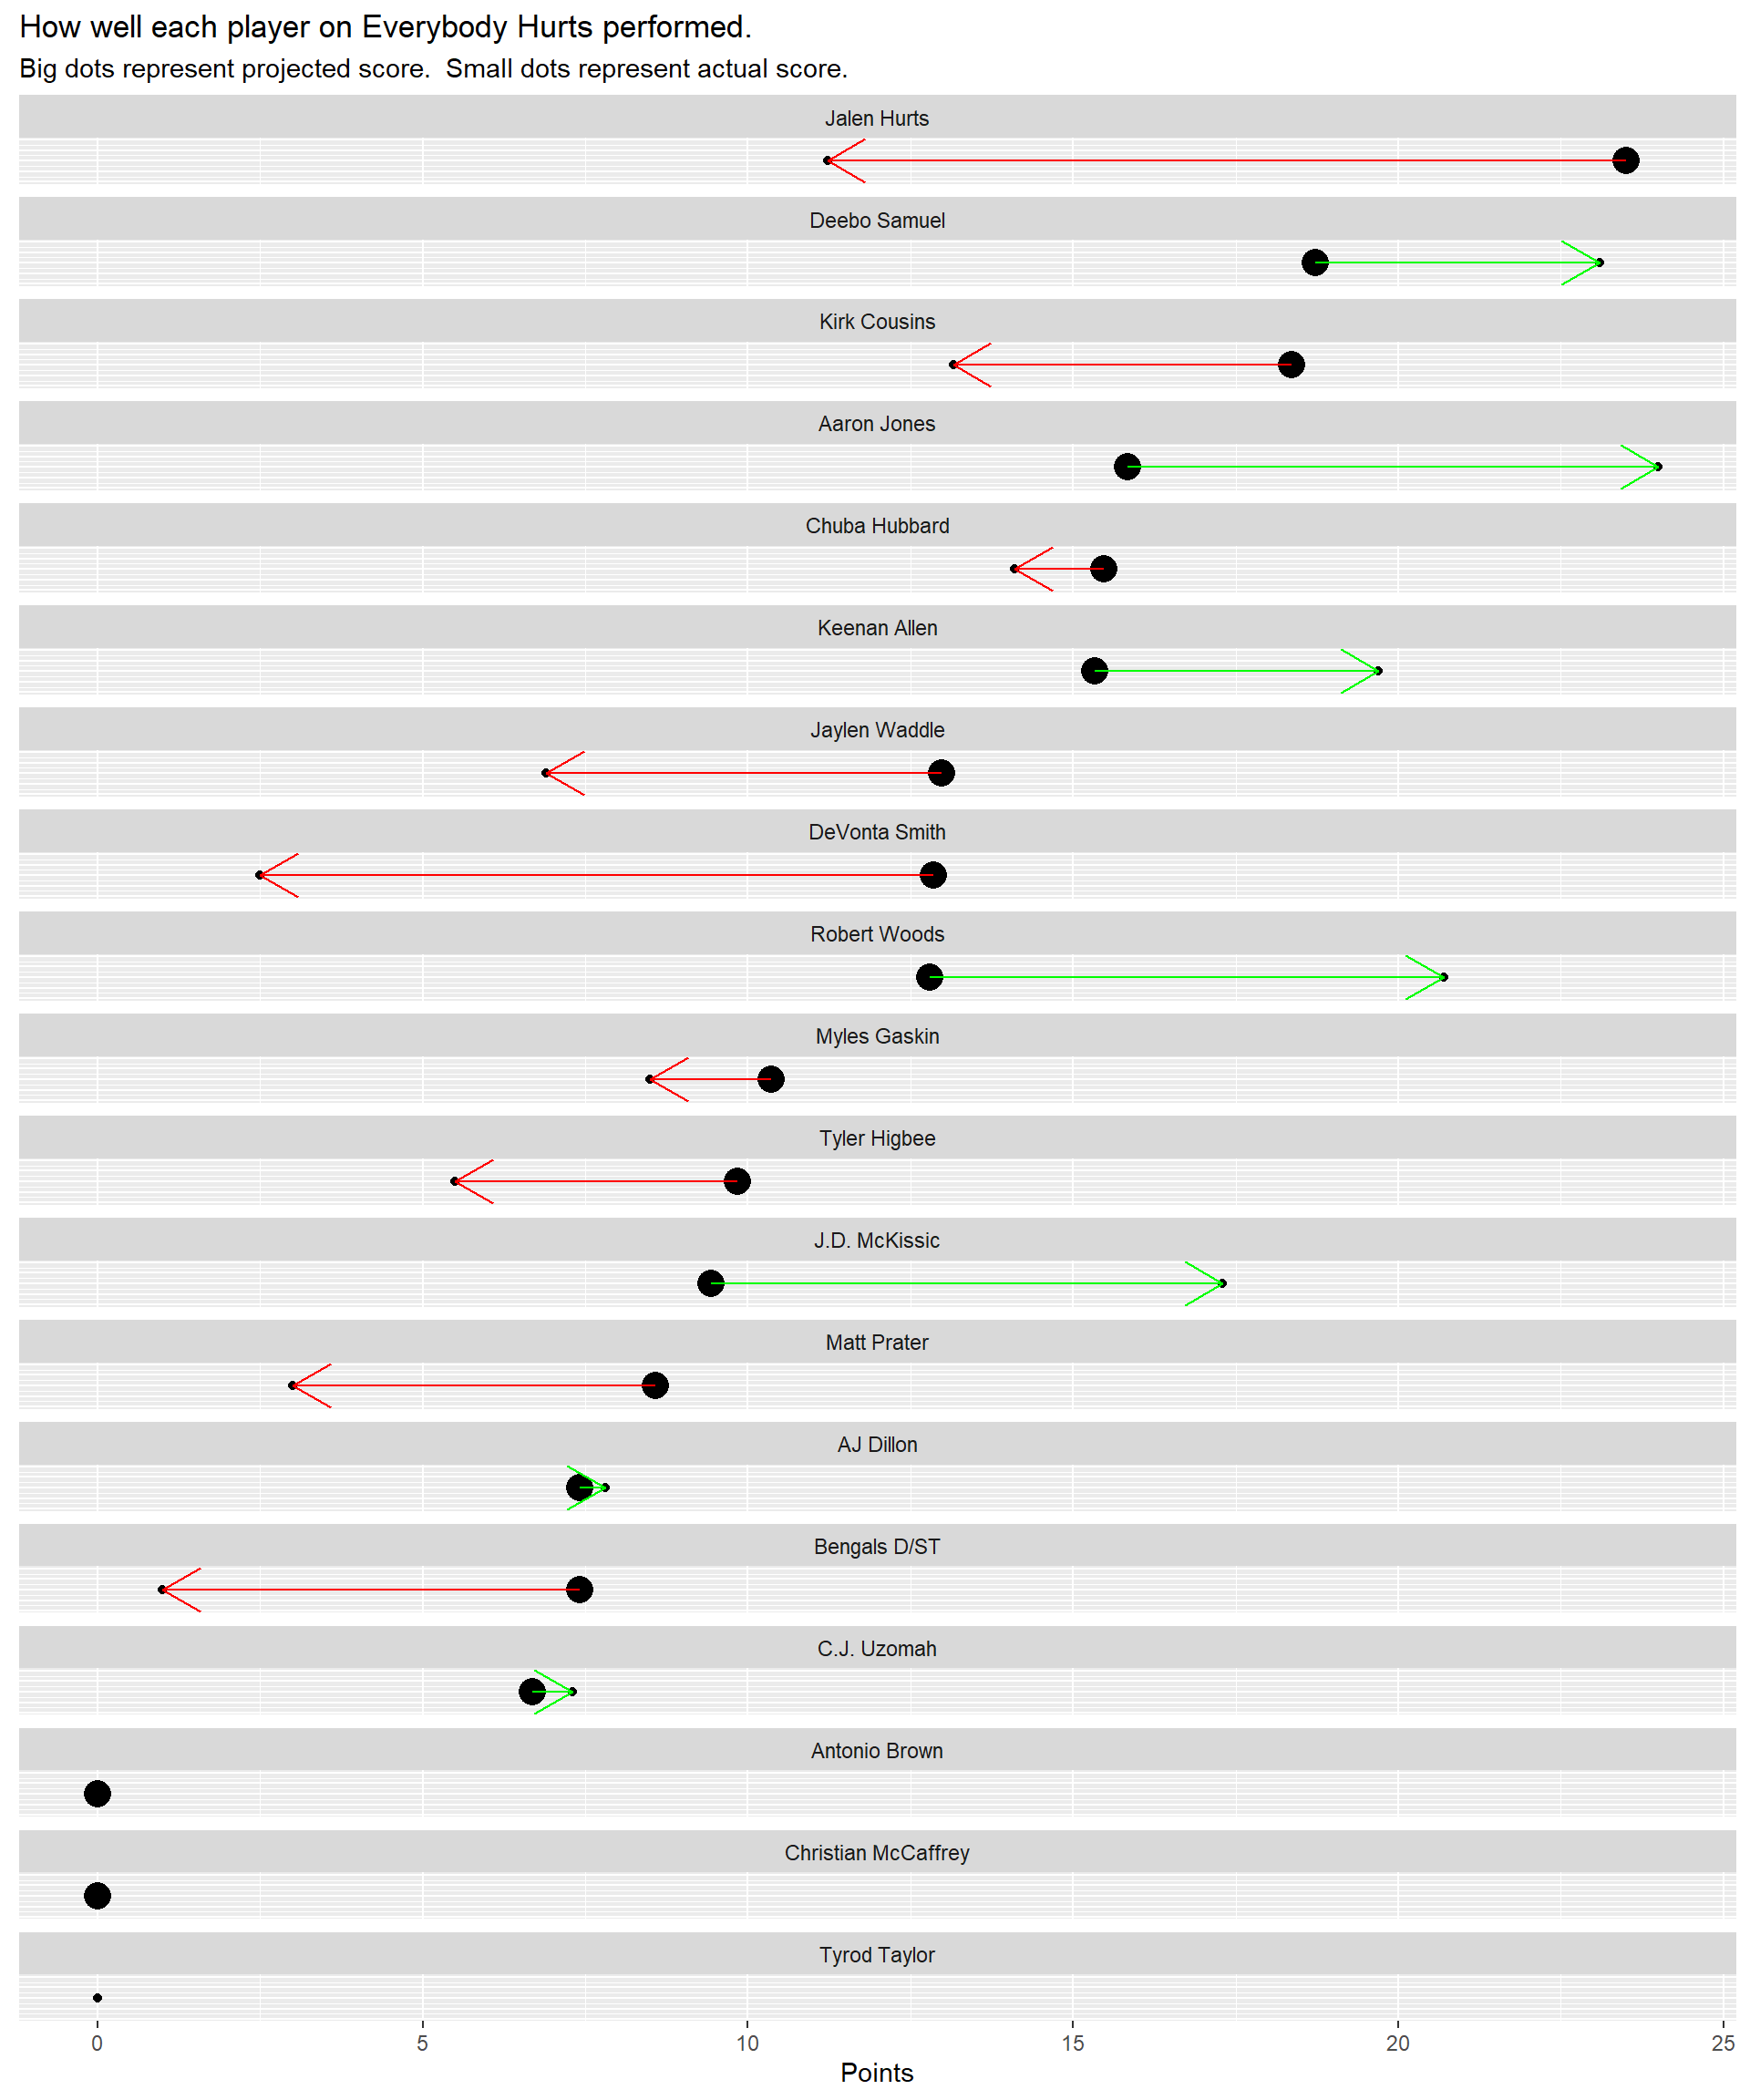 How well each player on Everybody Hurts performed.
Big dots represent projected score.  Small dots represent actual score.
Jalen Hurts
Deebo Samuel
Kirk Cousins
Aaron Jones
Chuba Hubbard
Keenan Allen
Jaylen Waddle
DeVonta Smith
Robert Woods
Myles Gaskin
Tyler Higbee
J.D. McKissic
Matt Prater
AJ Dillon
Bengals D/ST
C.J. Uzomah
Antonio Brown
Christian McCaffrey
Tyrod Taylor
0 5 10 15 20 25
Points